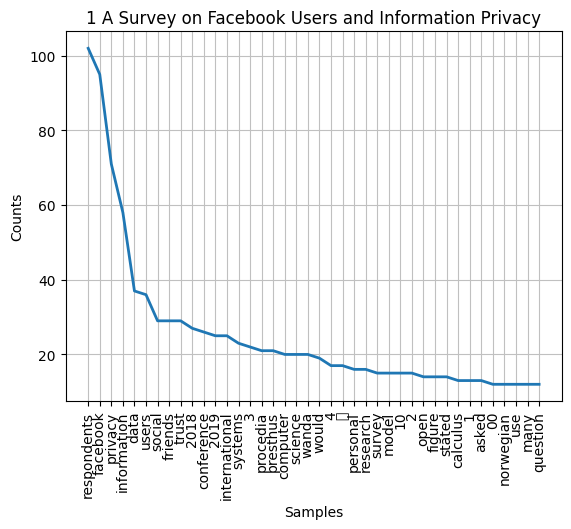 1 A Survey on Facebook Users and Information Privacy
Counts
100
80
60
40
20
respondents
facebook
privacy
information
data
users
social
friends
trust
2018
conference
2019
international
systems
3
procedia
presthus
computer
science
wanda
would
4
personal
research
survey
model
10
2
open
figure
stated
calculus
1
asked
00
norwegian
use
many
question
Samples